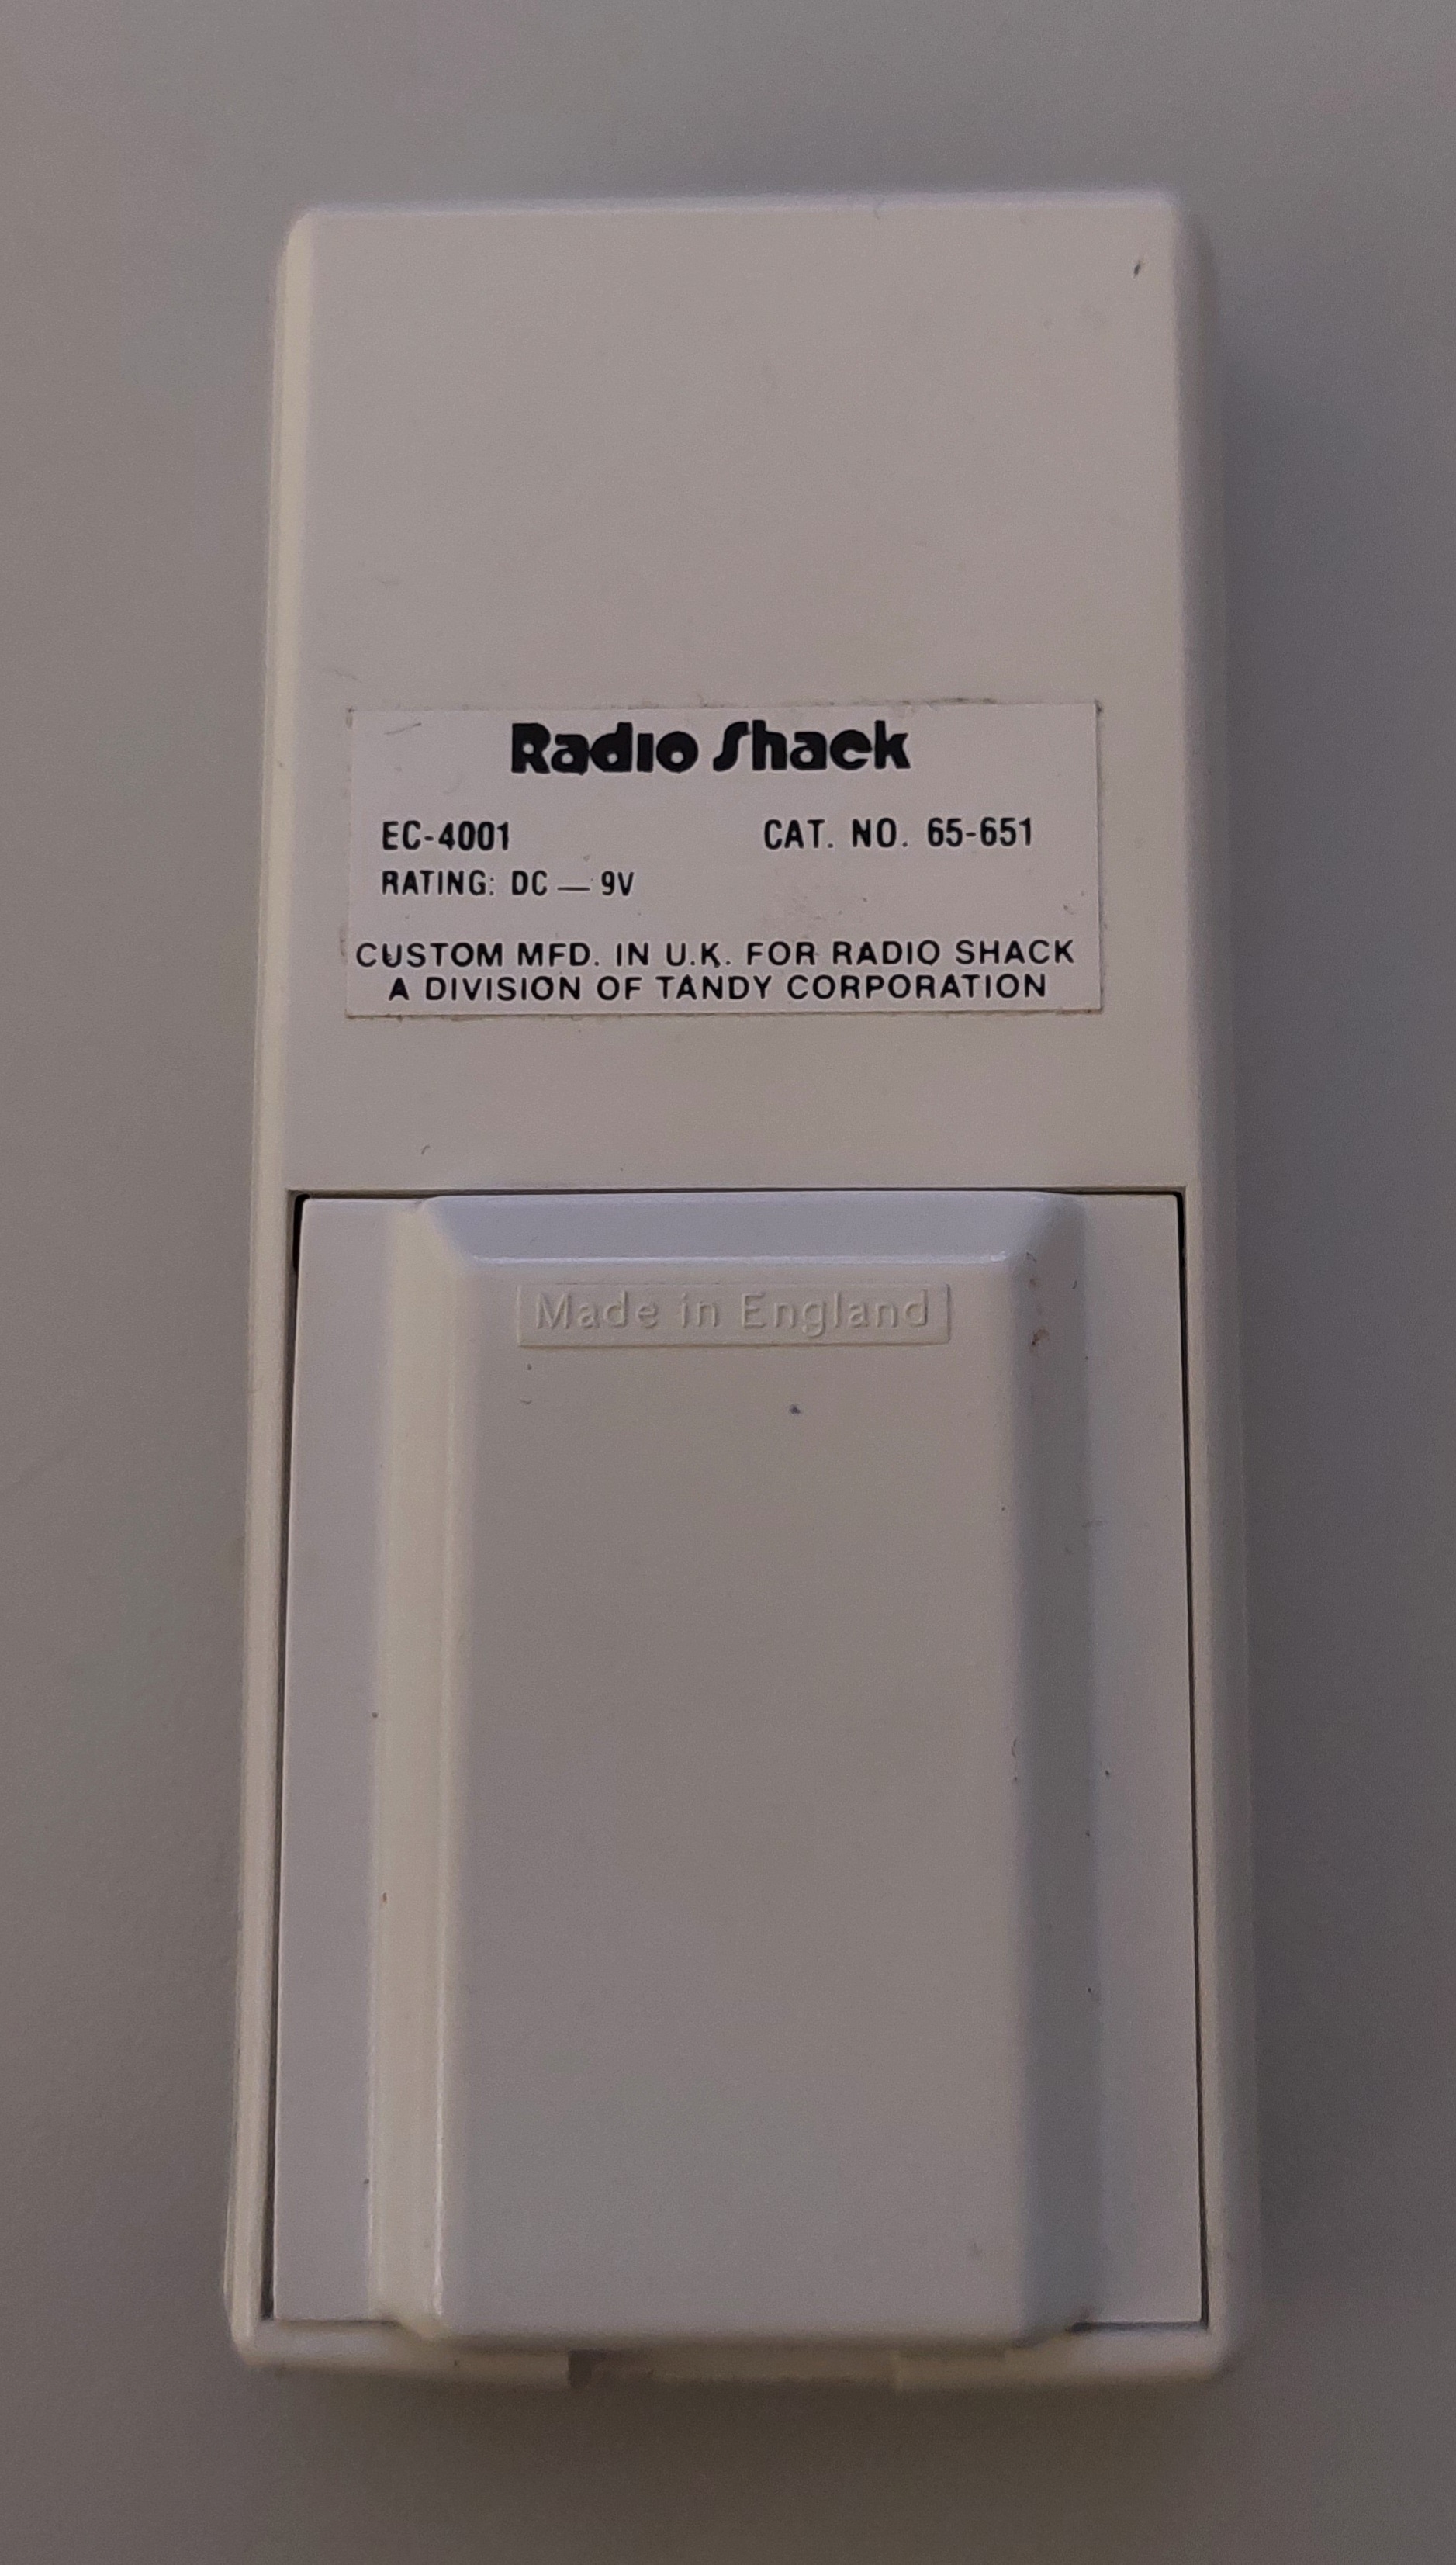 Radio Shack
EC-4001 CAT. NO. 65-651
RATING: DC — 9V
CUSTOM MFD. IN U.K. FOR RADIO SHACK
A DIVISION OF TANDY CORPORATION
Made in England